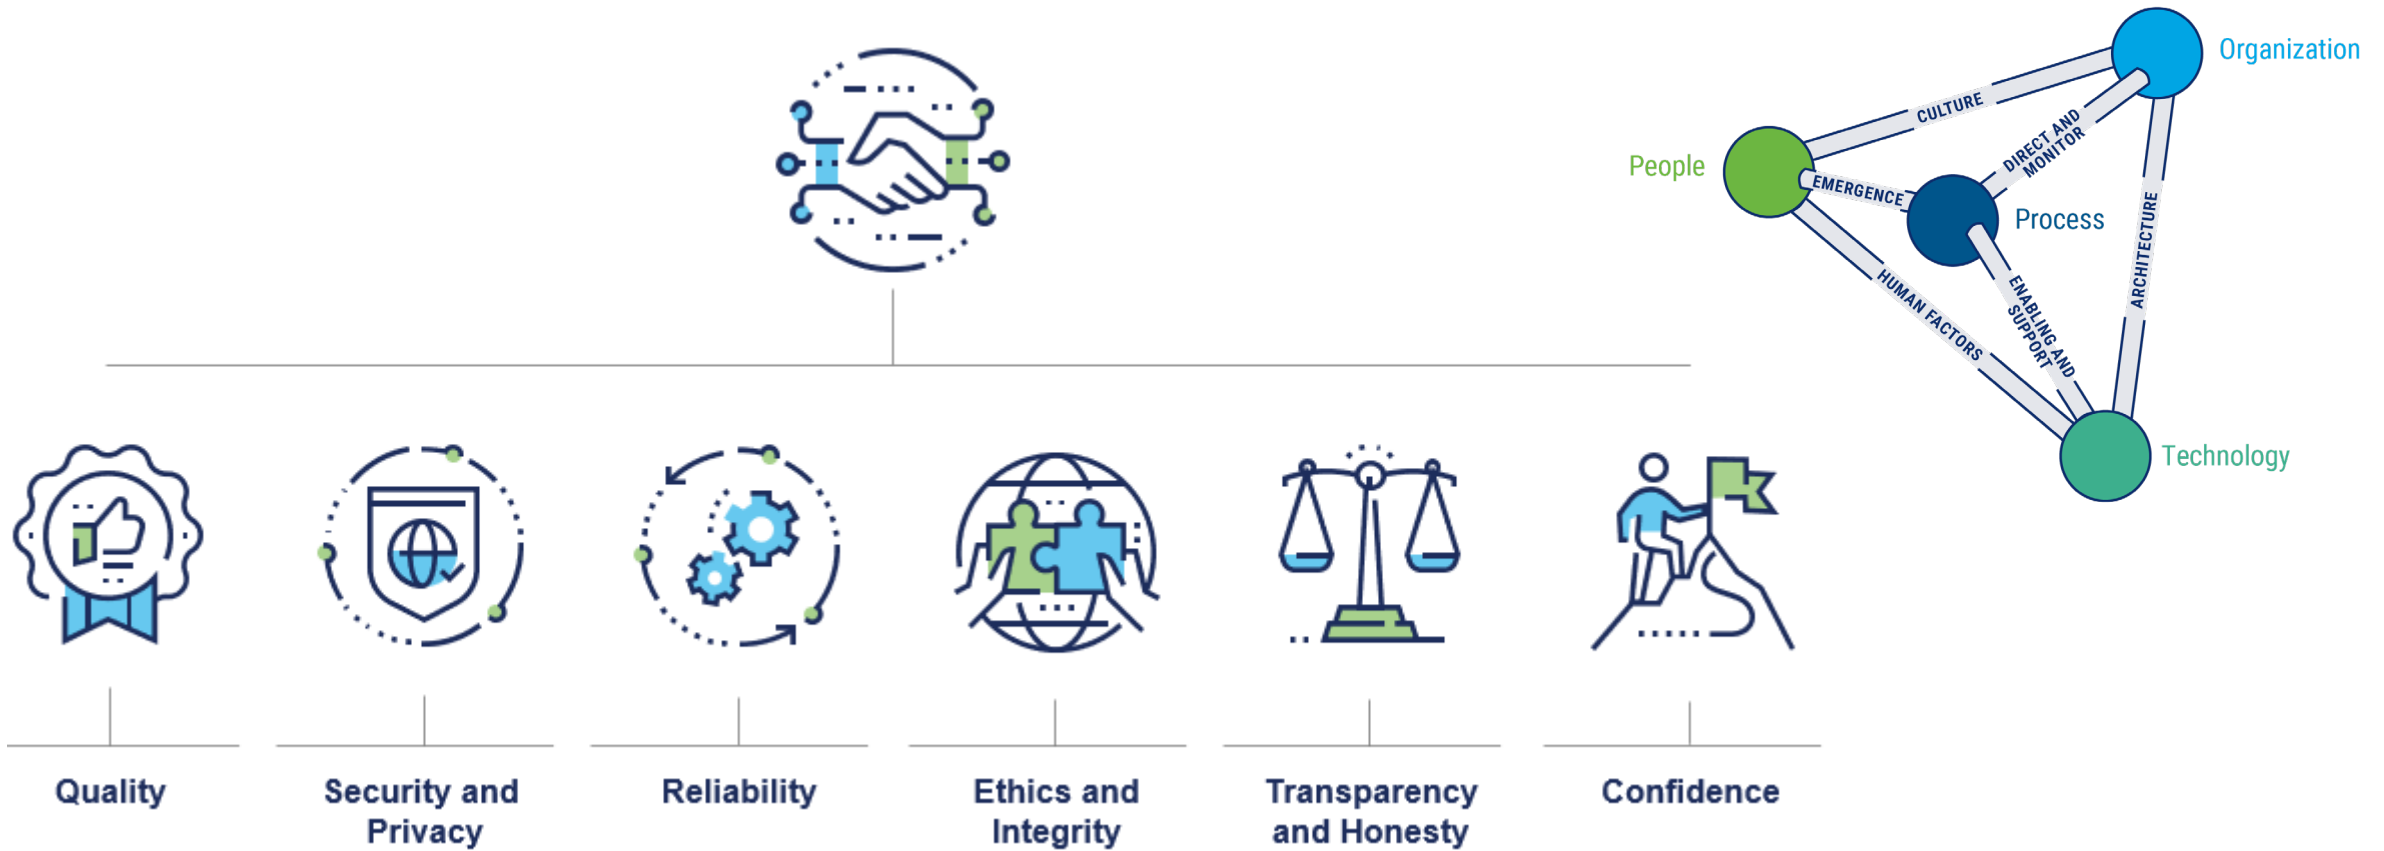 Organization
CULTURE
DIRECT AND
MONITOR
People
EMERGENCE
Process
ARCHITECTURE
HUMAN FACTORS
ENABLING AND
SUPPORT
Technology
Quality
Security and
Privacy
Reliability
Ethics and
Integrity
Transparency
and Honesty
Confidence